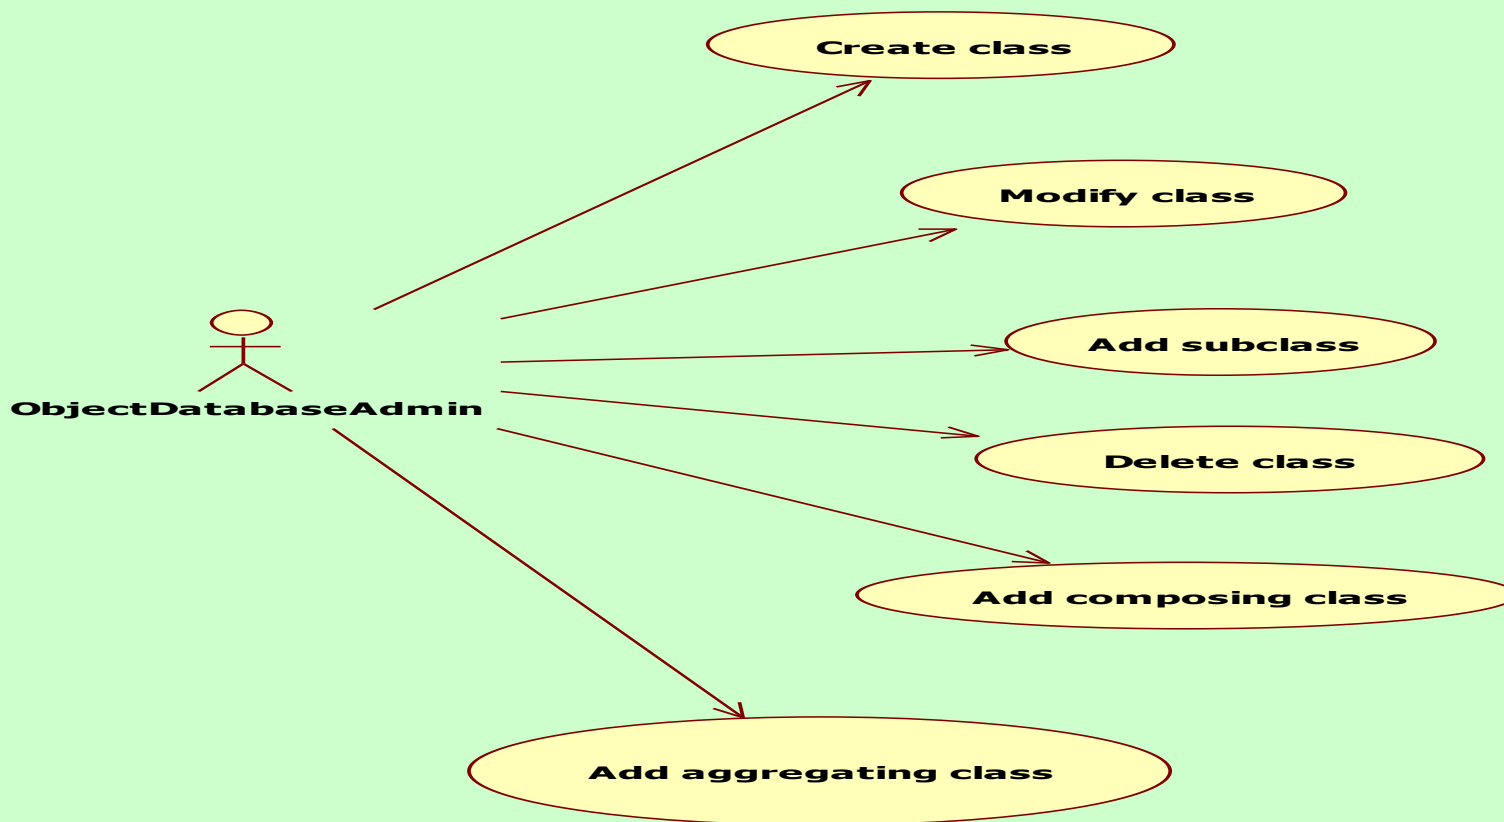 Create class
Modify class
Add subclass
ObjectDatabaseAdmin
Delete class
Add composing class
Add aggregating class